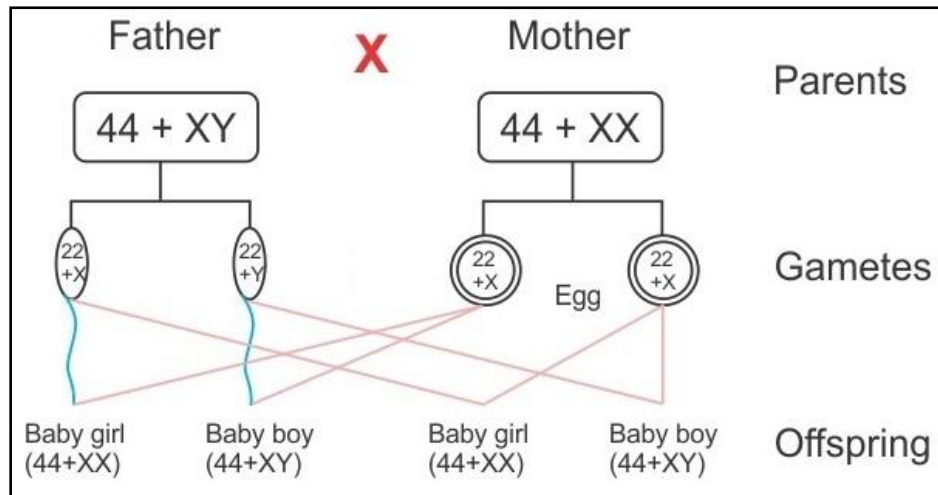 Father
X
Mother
Parents
44 + XY
44 + XX
22
+X
22
+Y
22
+X
22
+X
Egg
Gametes
Baby girl
(44+XX)
Baby boy
(44+XY)
Baby girl
(44+XX)
Baby boy
(44+XY)
Offspring